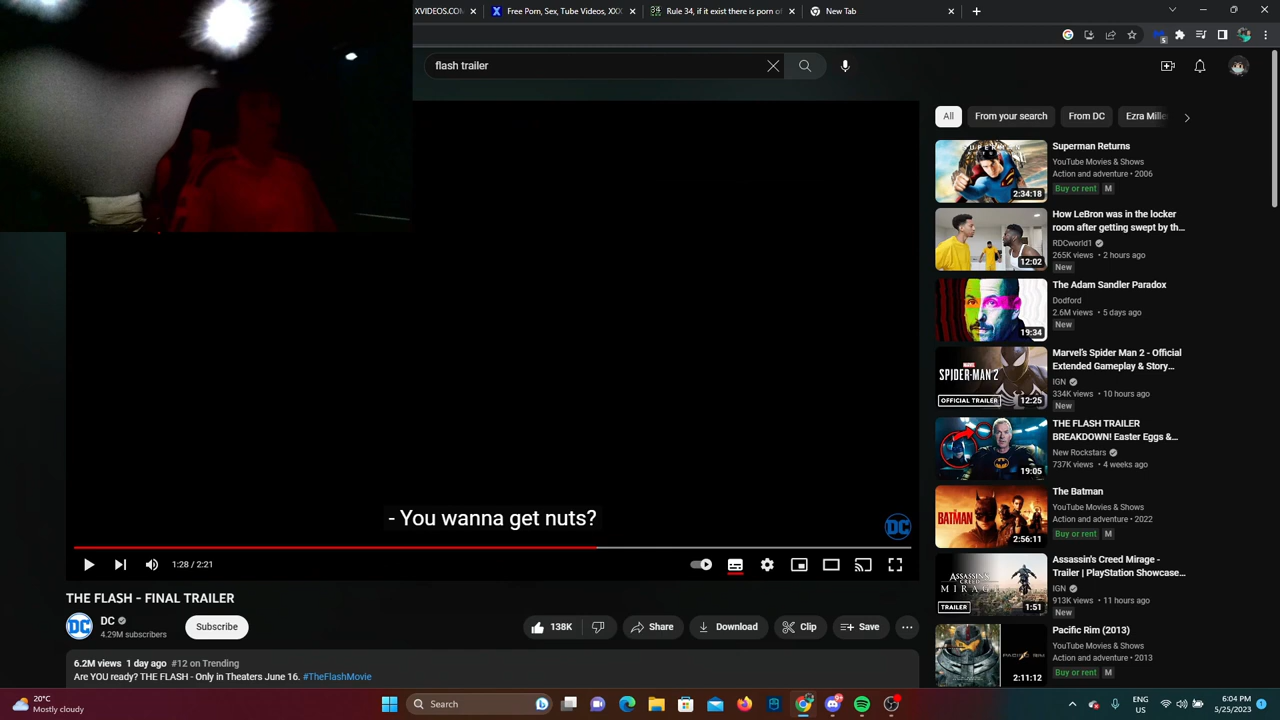 XVIDEOS.CO
Free Porn, Sex, Tube Videos, XXX
Rule 34, if it exists there is porn of
New Tab
5
flash trailer
All
From your search
From DC
Ezra Mille
Superman Returns
YouTube Movies & Shows
Action and adventure • 2006
Buy or rent M
2:34:18
How LeBron was in the locker
room after getting swept by th...
RDCworld1
265K views • 2 hours ago
New
12:02
The Adam Sandler Paradox
Dodford
2.6M views • 5 days ago
New
19:34
Marvel's Spider Man 2 - Official
Extended Gameplay & Story...
IGN
334K views • 10 hours ago
New
SPIDER-MAN 2
OFFICIAL TRAILER
12:25
THE FLASH TRAILER
BREAKDOWN! Easter Eggs &...
New Rockstars
737K views • 4 weeks ago
19:05
The Batman
YouTube Movies & Shows
Action and adventure • 2022
Buy or rent M
BATMAN
2:56:11
Assassin's Creed Mirage -
Trailer | PlayStation Showcase...
IGN
913K views • 11 hours ago
New
ASSASSIN'S CREED
MIRAGE
TRAILER
1:51
Pacific Rim (2013)
YouTube Movies & Shows
Action and adventure • 2013
Buy or rent M
2:11:12
- You wanna get nuts?
DC
1:28 / 2:21
THE FLASH - FINAL TRAILER
DC
DC
4.29M subscribers
Subscribe
138K
Share
Download
Clip
Save
6.2M views 1 day ago #12 on Trending
Are YOU ready? THE FLASH - Only in Theaters June 16. #TheFlashMovie
20°C
Mostly cloudy
Search
ENG
US
6:04 PM
5/25/2023